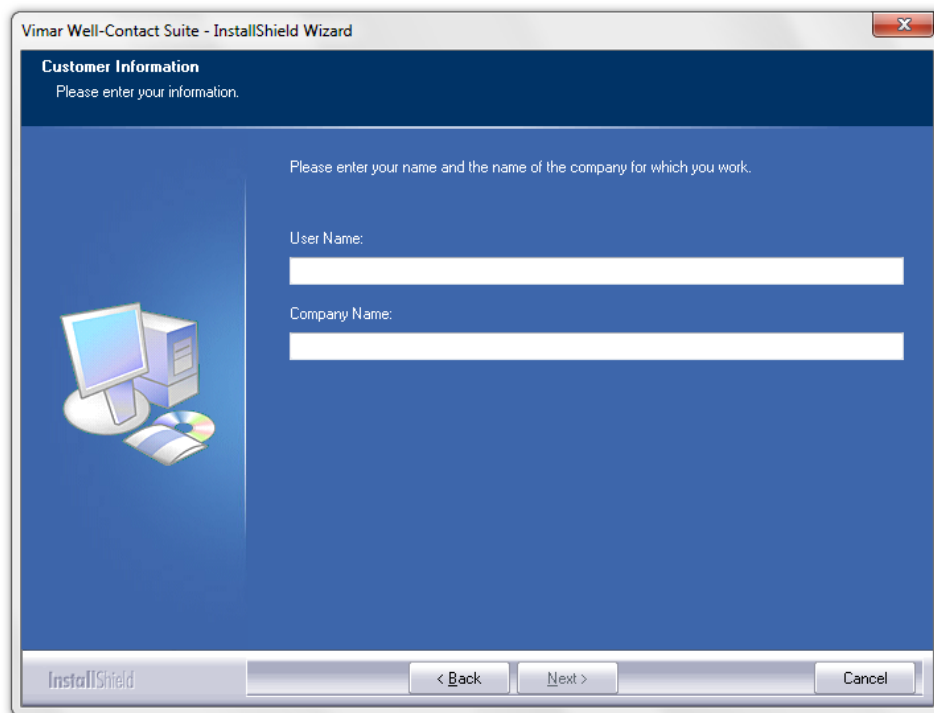 Vimar Well-Contact Suite - InstallShield Wizard
Customer Information
Please enter your information.
Please enter your name and the name of the company for which you work.
User Name:
Company Name:
InstallShield
< Back
Next >
Cancel